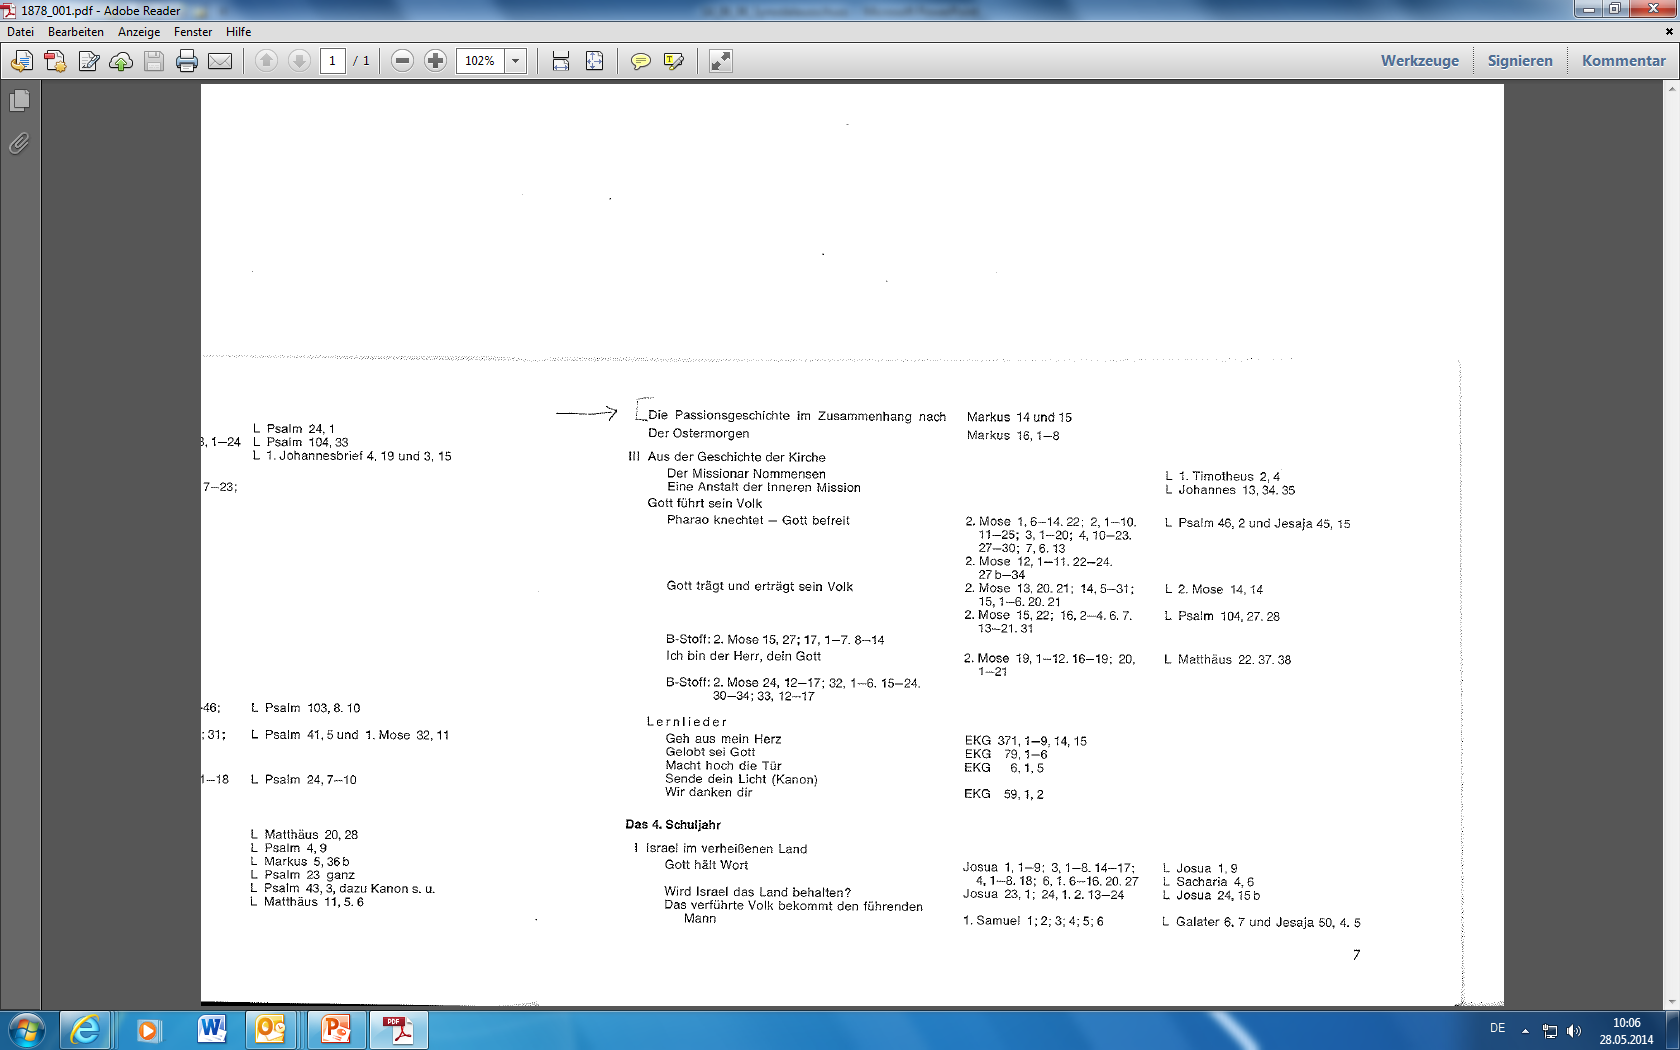 1878_001.pdf - Adobe Reader
Datei Bearbeiten Anzeige Fenster Hilfe
1 / 1 102% Werkzeuge Signieren Kommentar
L Psalm 24, 1
3, 1—24 L Psalm 104, 33
L 1. Johannesbrief 4, 19 und 3, 15
7—23;
-46; L Psalm 103, 8. 10
; 31; L Psalm 41, 5 und 1. Mose 32, 11
1—18 L Psalm 24, 7—10
L Matthäus 20, 28
L Psalm 4, 9
L Markus 5, 36 b
L Psalm 23 ganz
L Psalm 43, 3, dazu Kanon s. u.
L Matthäus 11, 5. 6
Die Passionsgeschichte im Zusammenhang nach Markus 14 und 15
Der Ostermorgen Markus 16, 1—8
III Aus der Geschichte der Kirche
Der Missionar Nommensen L 1. Timotheus 2, 4
Eine Anstalt der Inneren Mission L Johannes 13, 34. 35
Gott führt sein Volk
Pharao knechtet — Gott befreit 2. Mose 1, 6—14. 22; 2, 1—10. L Psalm 46, 2 und Jesaja 45, 15
11—25; 3, 1—20; 4, 10—23.
27—30; 7, 6. 13
2. Mose 12, 1—11. 22—24.
27 b—34
Gott trägt und erträgt sein Volk 2. Mose 13, 20. 21; 14, 5—31; L 2. Mose 14, 14
15, 1—6. 20. 21
2. Mose 15, 22; 16, 2—4. 6. 7. L Psalm 104, 27. 28
13—21. 31
B-Stoff: 2. Mose 15, 27; 17, 1—7. 8—14
Ich bin der Herr, dein Gott 2. Mose 19, 1—12. 16—19; 20, L Matthäus 22. 37. 38
1—21
B-Stoff: 2. Mose 24, 12—17; 32, 1—6. 15—24.
30—34; 33, 12—17
Lernlieder
Geh aus mein Herz EKG 371, 1—9, 14, 15
Gelobt sei Gott EKG 79, 1—6
Macht hoch die Tür EKG 6, 1, 5
Sende dein Licht (Kanon)
Wir danken dir EKG 59, 1, 2
Das 4. Schuljahr
I Israel im verheißenen Land
Gott hält Wort Josua 1, 1—9; 3, 1—8. 14—17; L Josua 1, 9
4, 1—8. 18; 6, 1. 6—16. 20. 27 L Sacharia 4, 6
Wird Israel das Land behalten? Josua 23, 1; 24, 1. 2. 13—24 L Josua 24, 15 b
Das verführte Volk bekommt den führenden
Mann 1. Samuel 1; 2; 3; 4; 5; 6 L Galater 6, 7 und Jesaja 50, 4. 5
7
DE 10:06
28.05.2014